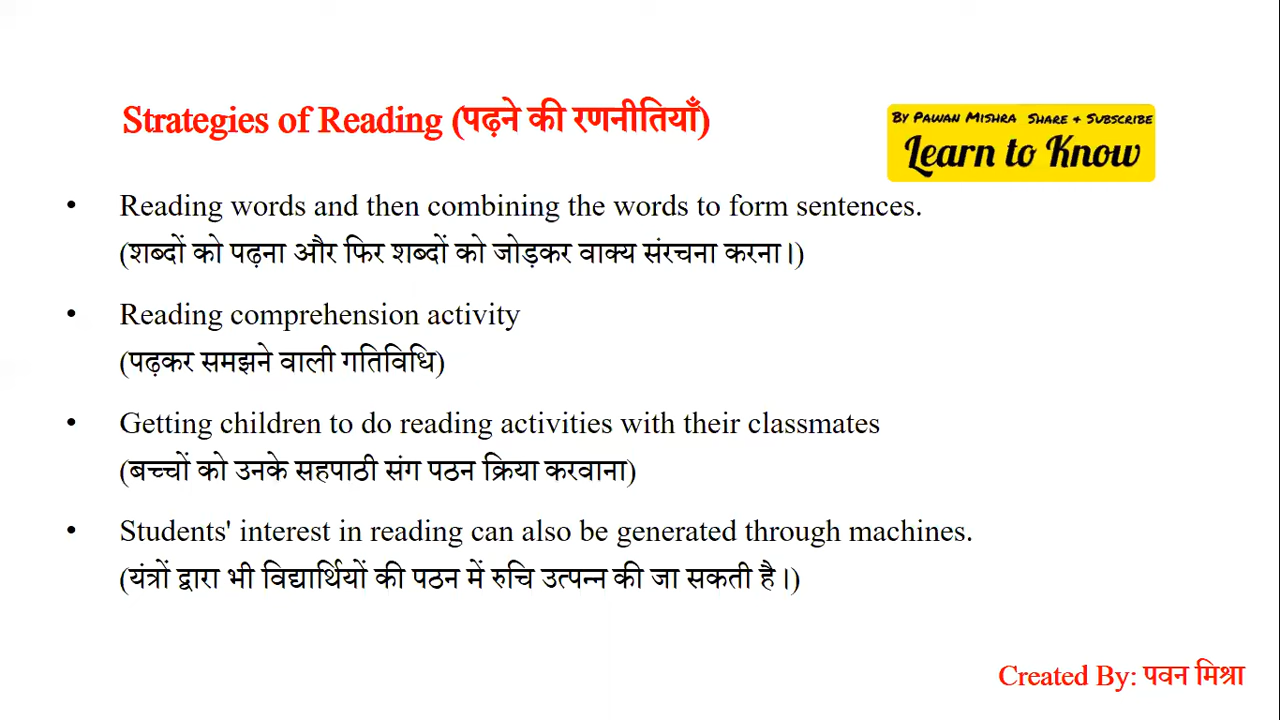 Strategies of Reading (पढ़ने की रणनीतियाँ)
By Pawan Mishra Share & Subscribe
Learn to Know
• Reading words and then combining the words to form sentences.
(शब्दों को पढ़ना और फिर शब्दों को जोड़कर वाक्य संरचना करना।)
• Reading comprehension activity
(पढ़कर समझने वाली गतिविधि)
• Getting children to do reading activities with their classmates
(बच्चों को उनके सहपाठी संग पठन क्रिया करवाना)
• Students' interest in reading can also be generated through machines.
(यंत्रों द्वारा भी विद्यार्थियों की पठन में रुचि उत्पन्न की जा सकती है।)
Created By: पवन मिश्रा